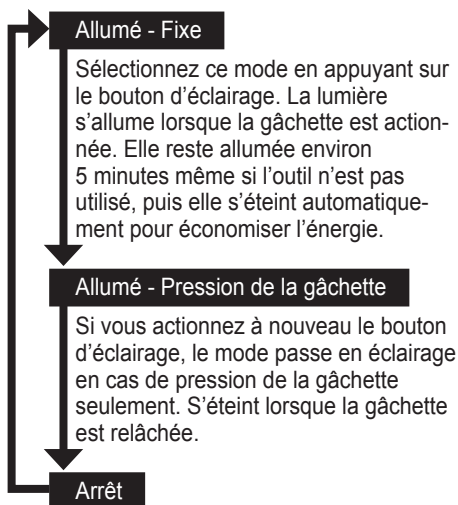 Allumé - Fixe
Sélectionnez ce mode en appuyant sur
le bouton d’éclairage. La lumière
s’allume lorsque la gâchette est action-
née. Elle reste allumée environ
5 minutes même si l’outil n’est pas
utilisé, puis elle s’éteint automatique-
ment pour économiser l’énergie.
Allumé - Pression de la gâchette
Si vous actionnez à nouveau le bouton
d’éclairage, le mode passe en éclairage
en cas de pression de la gâchette
seulement. S’éteint lorsque la gâchette
est relâchée.
Arrêt